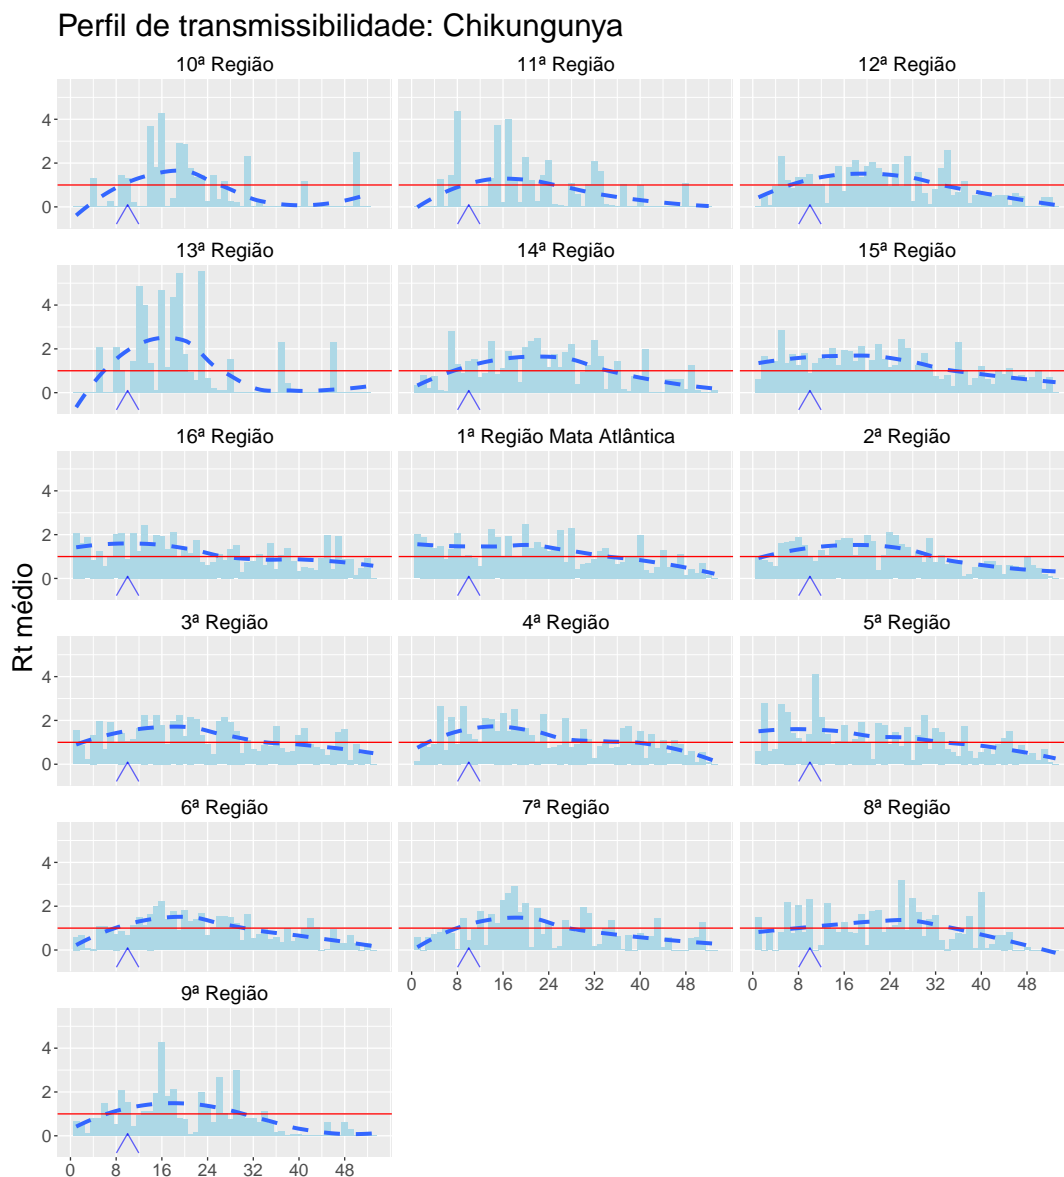 Perfil de transmissibilidade: Chikungunya
10ª Região
11ª Região
12ª Região
4
2
0
13ª Região
14ª Região
15ª Região
4
2
0
16ª Região
1ª Região Mata Atlântica
2ª Região
4
2
0
Rt médio
3ª Região
4ª Região
5ª Região
4
2
0
6ª Região
7ª Região
8ª Região
4
2
0
0 8 16 24 32 40 48
0 8 16 24 32 40 48
9ª Região
4
2
0
0 8 16 24 32 40 48